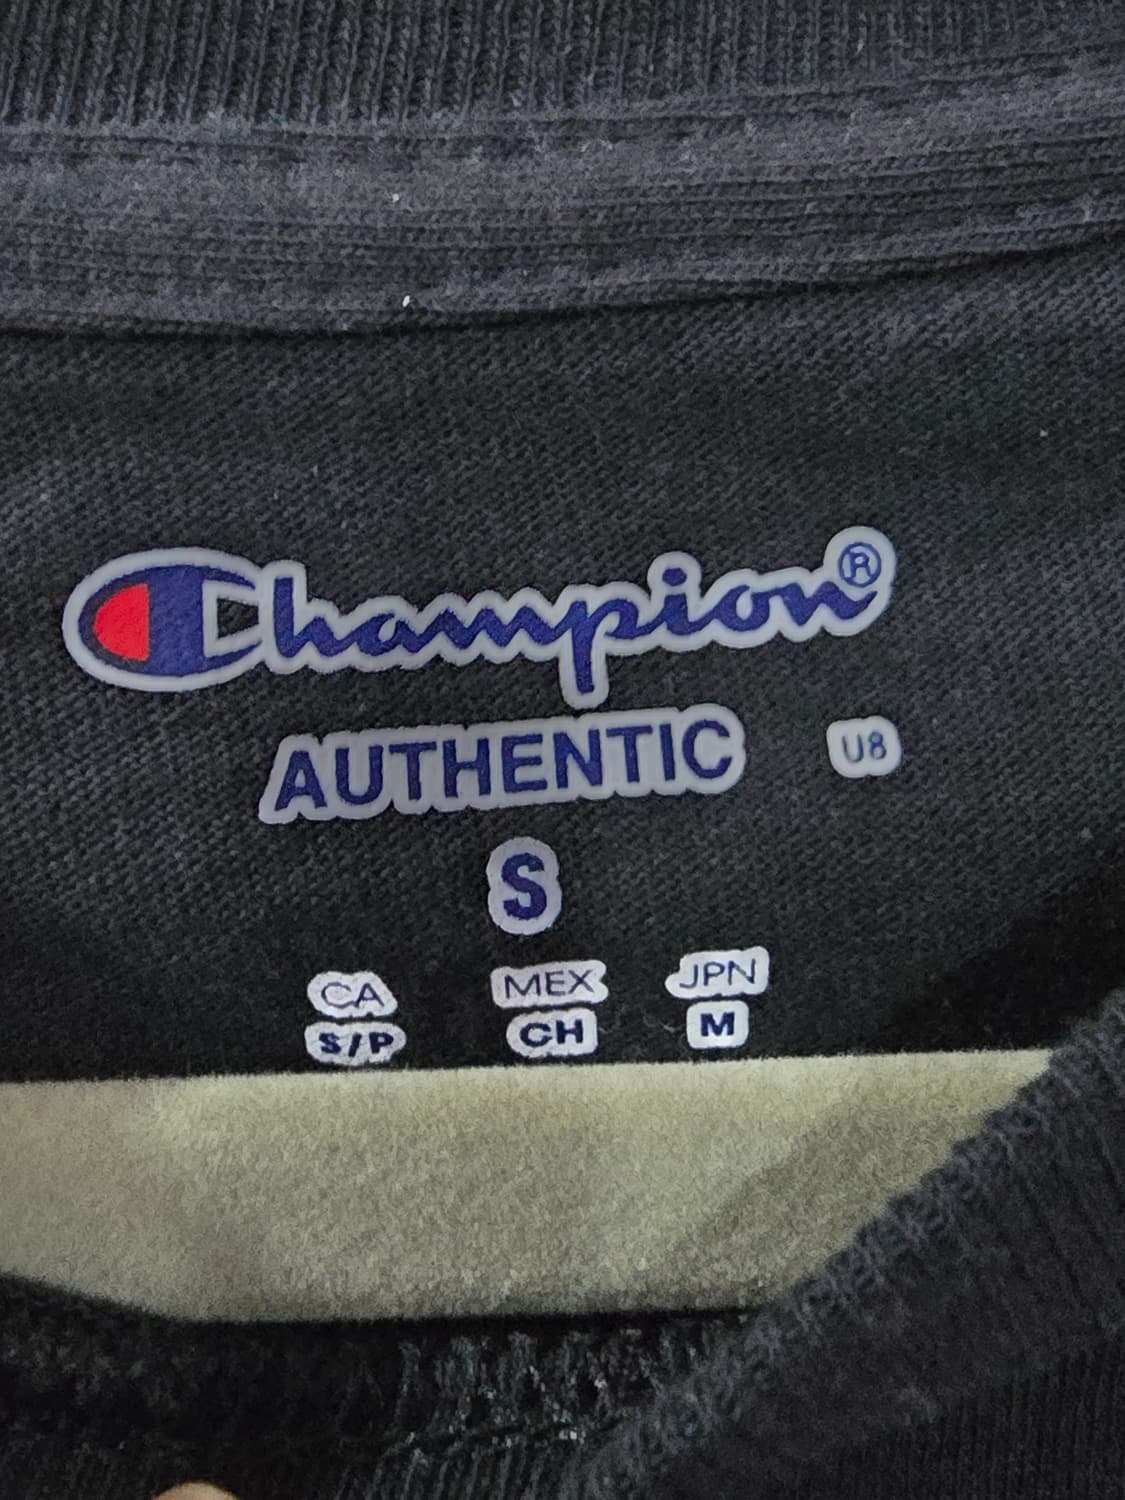 Champion®
AUTHENTIC U8
S
CA MEX JPN
S/P CH M